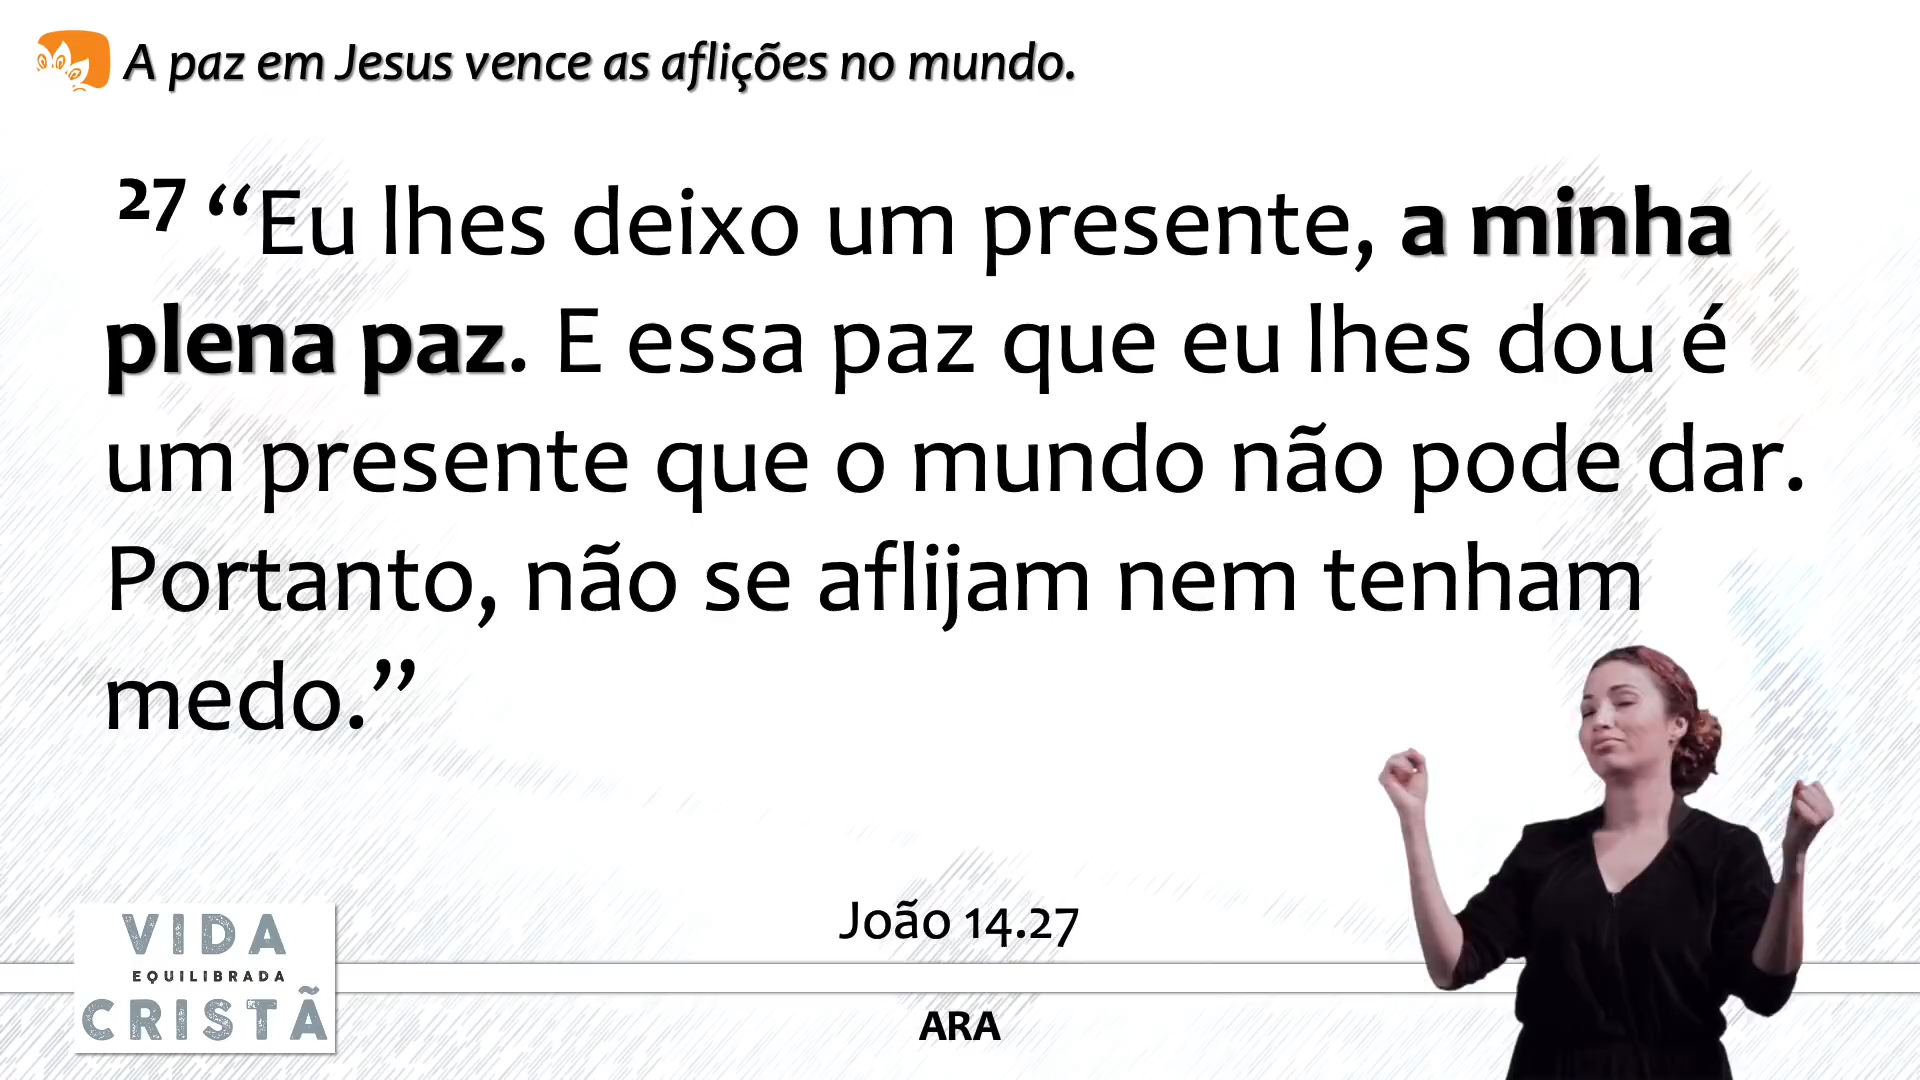 A paz em Jesus vence as aflições no mundo.
27 “Eu lhes deixo um presente, a minha
plena paz. E essa paz que eu lhes dou é
um presente que o mundo não pode dar.
Portanto, não se aflijam nem tenham
medo.”
João 14.27
VIDA
EQUILIBRADA
CRISTÃ
ARA